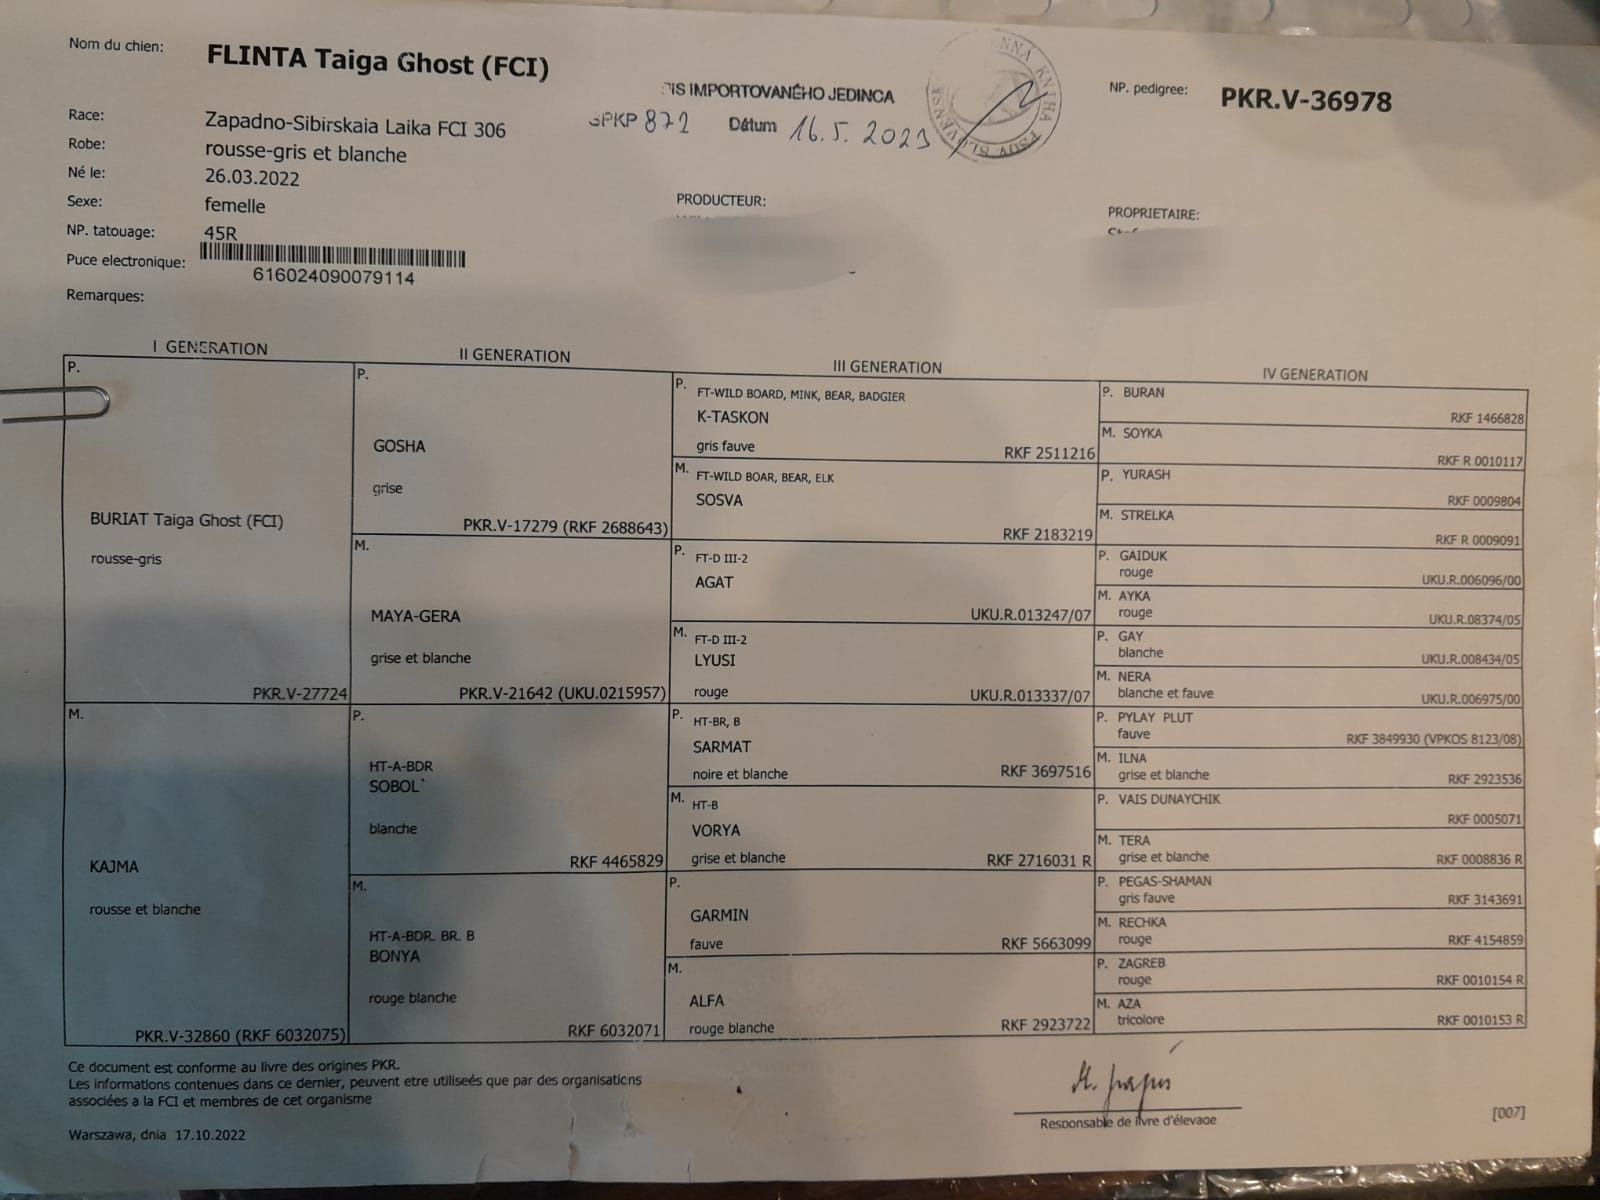 Nom du chien: FLINTA Taiga Ghost (FCI)
IS IMPORTOVANÉHO JEDINCA
SPKP 872 Dátum 16.5.2023
NP. pedigree: PKR.V-36978
Race: Zapadno-Sibirskaia Laika FCI 306
Robe: rousse-gris et blanche
Né le: 26.03.2022
Sexe: femelle
NP. tatouage: 45R
Puce electronique: 616024090079114
Remarques:
PRODUCTEUR:
PROPRIETAIRE:
I GENERATION
P.
BURIAT Taiga Ghost (FCI)
rousse-gris
PKR.V-27724
M.
KAJMA
rousse et blanche
PKR.V-32860 (RKF 6032075)
II GENERATION
P.
GOSHA
grise
PKR.V-17279 (RKF 2688643)
M.
MAYA-GERA
grise et blanche
PKR.V-21642 (UKU.0215957)
P.
HT-A-BDR
SOBOL`
blanche
RKF 4465829
M.
HT-A-BDR. BR. B
BONYA
rouge blanche
RKF 6032071
III GENERATION
P. FT-WILD BOARD, MINK, BEAR, BADGIER
K-TASKON
gris fauve RKF 2511216
M. FT-WILD BOAR, BEAR, ELK
SOSVA
RKF 2183219
P. FT-D III-2
AGAT
UKU.R.013247/07
M. FT-D III-2
LYUSI
rouge UKU.R.013337/07
P. HT-BR, B
SARMAT
noire et blanche RKF 3697516
M. HT-B
VORYA
grise et blanche RKF 2716031 R
P.
GARMIN
fauve RKF 5663099
M.
ALFA
rouge blanche RKF 2923722
IV GENERATION
P. BURAN
RKF 1466828
M. SOYKA
RKF R 0010117
P. YURASH
RKF 0009804
M. STRELKA
RKF R 0009091
P. GAIDUK
rouge UKU.R.006096/00
M. AYKA
rouge UKU.R.08374/05
P. GAY
blanche UKU.R.008434/05
M. NERA
blanche et fauve UKU.R.006975/00
P. PYLAY PLUT
fauve RKF 3849930 (VPKOS 8123/08)
M. ILNA
grise et blanche RKF 2923536
P. VAIS DUNAYCHIK
RKF 0005071
M. TERA
grise et blanche RKF 0008836 R
P. PEGAS-SHAMAN
gris fauve RKF 3143691
M. RECHKA
rouge RKF 4154859
P. ZAGREB
rouge RKF 0010154 R
M. AZA
tricolore RKF 0010153 R
Ce document est conforme au livre des origines PKR.
Les informations contenues dans ce dernier, peuvent etre utiliseés que par des organisations
associées a la FCI et membres de cet organisme
Warszawa, dnia 17.10.2022
Responsable de livre d'élevage
[007]